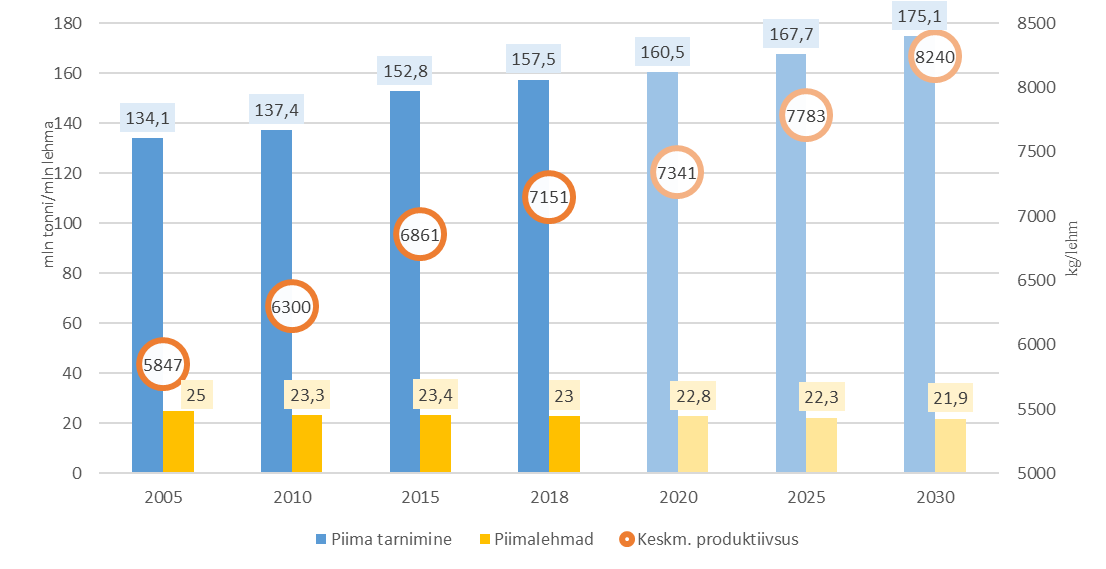 180 175,1 8500
167,7
160 157,5 160,5 8240 8000
152,8
140 134,1 137,4 7783
7500
120 7341
7151 7000
100 6861
mln tonni/mln lehma
kg/lehm
80 6500
6300
60 6000
40 5847
25 23,3 23,4 23 22,8 22,3 21,9 5500
20
0 5000
2005 2010 2015 2018 2020 2025 2030
Piima tarnimine Piimalehmad Keskm. produktiivsus